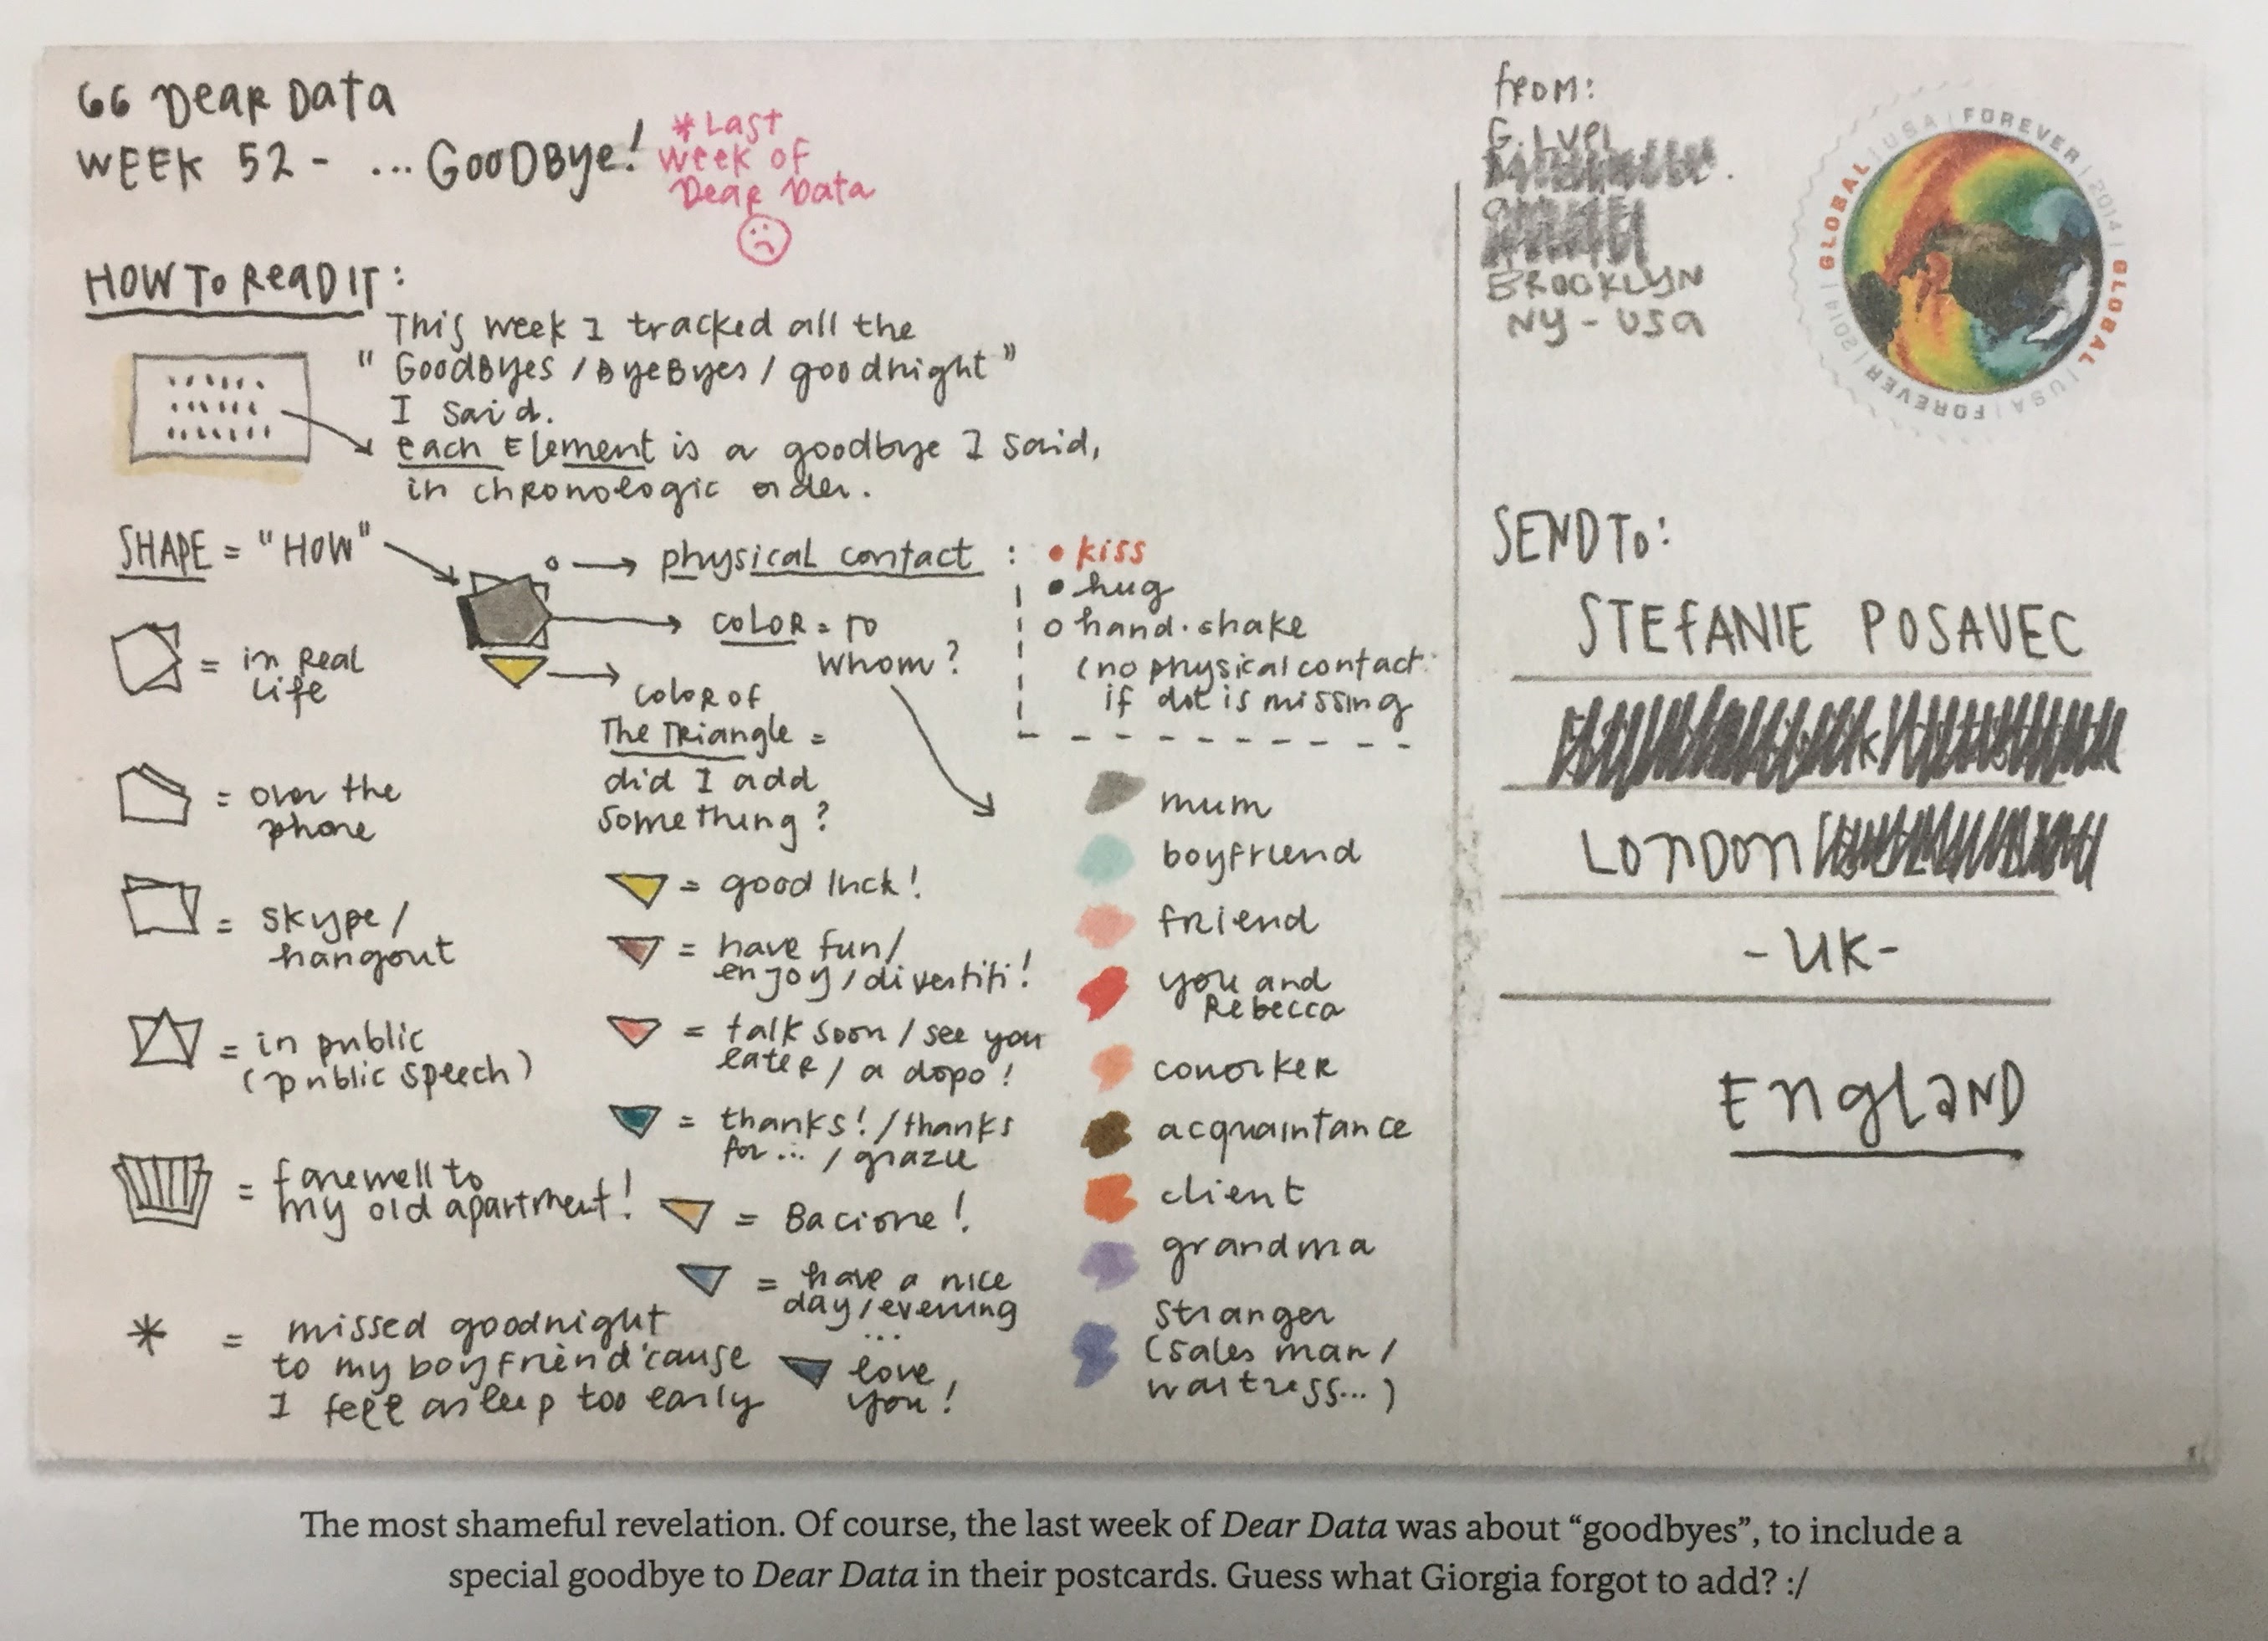 66 Dear Data
WEEK 52 - ... GOODBye!
* Last
week of
Dear Data
HOW TO ReaD IT:
This week I tracked all the
"GoodByes / ByeByes / goodnight"
I said.
each Element is a goodbye I said,
in chronologic order.
SHAPE = "HOW"
= in real
life
= over the
phone
= skype /
hangout
= in public
(public speech)
= farewell to
my old apartment!
* = missed goodnight
to my boyfriend 'cause
I fell asleep too early
physical contact :
• kiss
• hug
o hand.shake
(no physical contact
if dot is missing
COLOR = TO
whom?
color of
The Triangle =
did I add
something?
= good luck!
= have fun/
enjoy/divertiti!
= talk soon / see you
later / a dopo!
= thanks! / thanks
for ... / grazie
= Bacione!
= have a nice
day/evening
...
love
you!
mum
boyfriend
friend
you and
Rebecca
coworker
acquaintance
client
grandma
stranger
(sales man /
waitress...)
from:
G. Lupi
BROOKLYN
NY - USA
GLOBAL | USA | FOREVER | 2014 | GLOBAL | USA | FOREVER | 2014 |
SEND To:
STEfANIE POSAVEC
LONDON
- UK -
England
The most shameful revelation. Of course, the last week of Dear Data was about “goodbyes”, to include a
special goodbye to Dear Data in their postcards. Guess what Giorgia forgot to add? :/